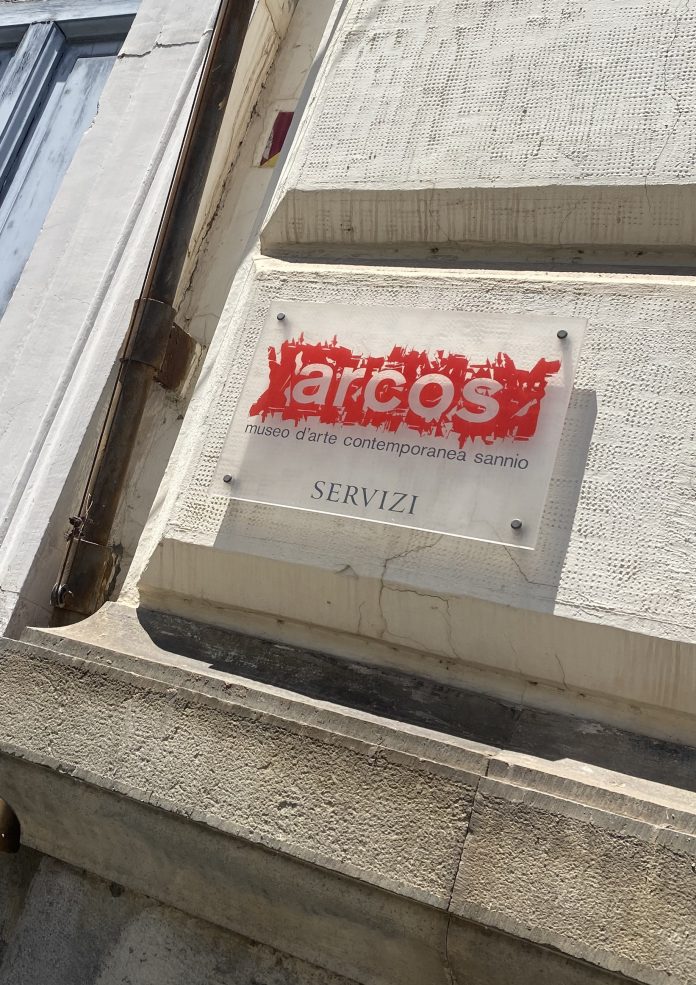 arcos
museo d'arte contemporanea sannio
SERVIZI